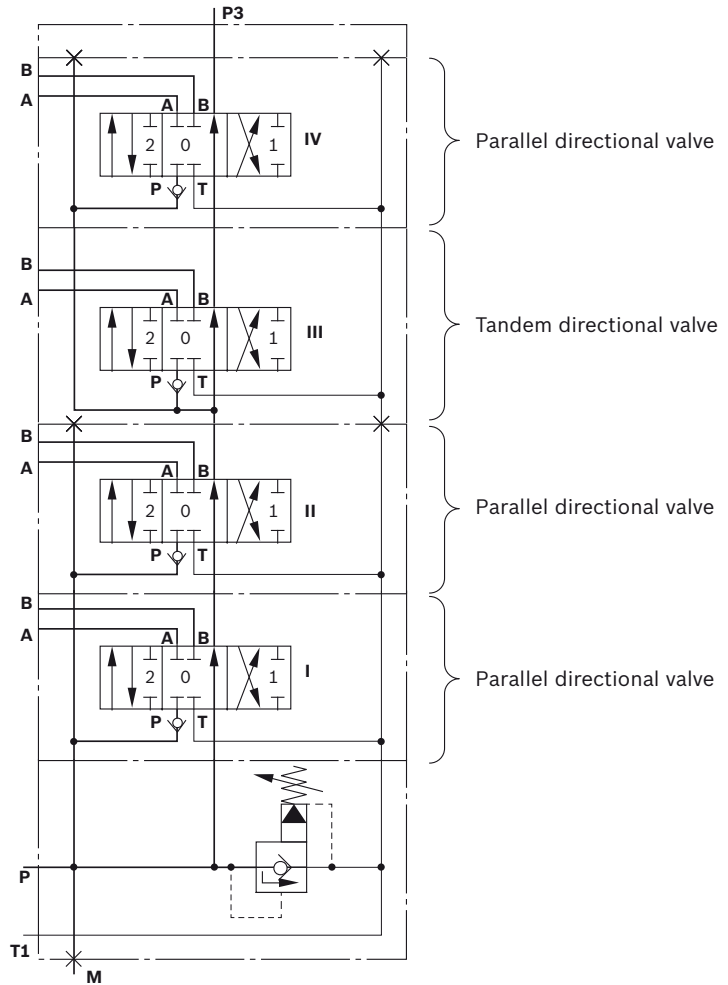 P3
B
A
A B
2 0 1 IV
P T
Parallel directional valve
B
A
A B
2 0 1 III
P T
Tandem directional valve
B
A
A B
2 0 1 II
P T
Parallel directional valve
B
A
A B
2 0 1 I
P T
Parallel directional valve
P
T1
M